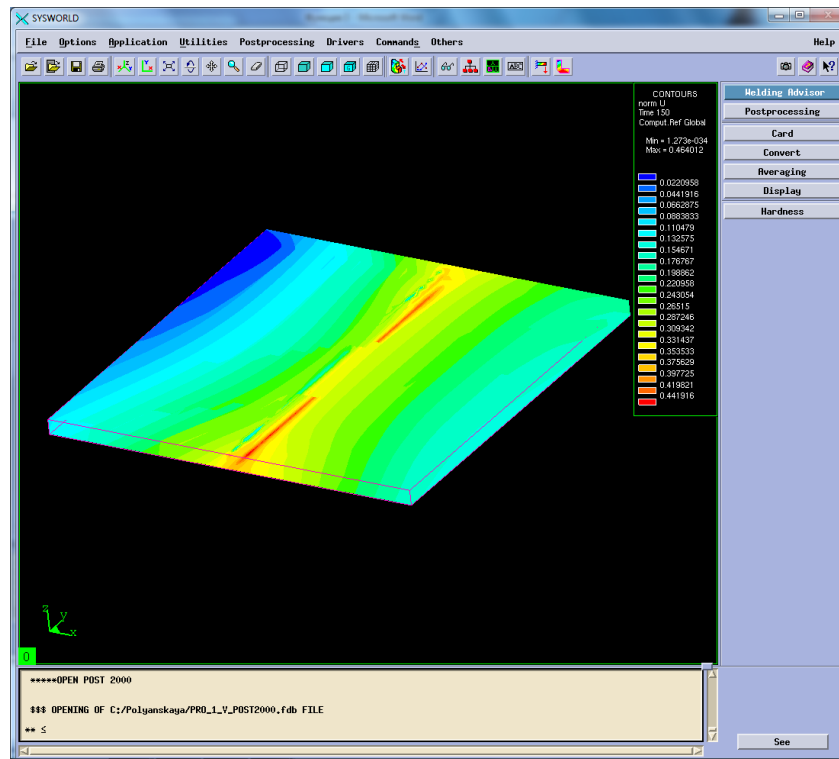 SYSWORLD
File Options Application Utilities Postprocessing Drivers Commands Others Help
CONTOURS
norm U
Time 150
Comput.Ref Global
Min = 1.273e-034
Max = 0.464012
0.0220958
0.0441916
0.0662875
0.0883833
0.110479
0.132575
0.154671
0.176767
0.198862
0.220958
0.243054
0.26515
0.287246
0.309342
0.331437
0.353533
0.375629
0.397725
0.419821
0.441916
Welding Advisor
Postprocessing
Card
Convert
Averaging
Display
Hardness
z
y
x
0
*****OPEN POST 2000
$$$ OPENING OF C:/Polyanskaya/PRO_1_V_POST2000.fdb FILE
** ≤
See